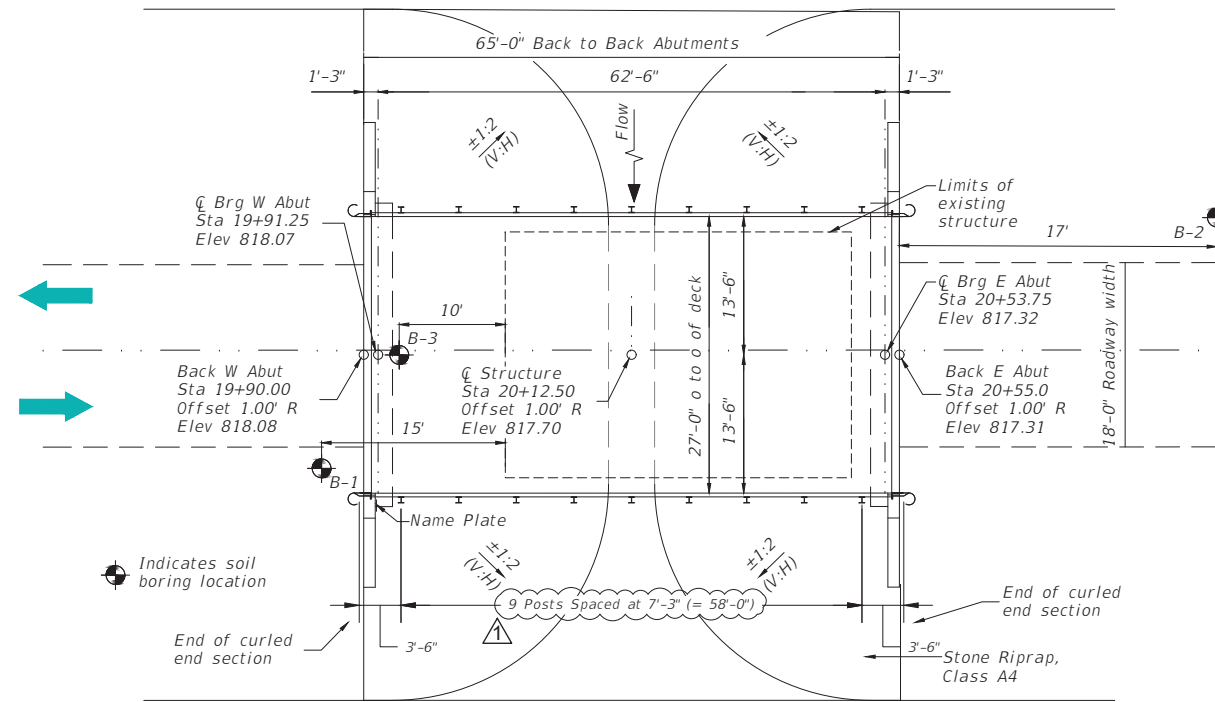 65'-0" Back to Back Abutments
1'-3"
62'-6"
1'-3"
±1:2
(V:H)
Flow
±1:2
(V:H)
℄ Brg W Abut
Sta 19+91.25
Elev 818.07
Limits of
existing
structure
17'
B-2
10'
B-3
℄ Brg E Abut
Sta 20+53.75
Elev 817.32
Back W Abut
Sta 19+90.00
Offset 1.00' R
Elev 818.08
℄ Structure
Sta 20+12.50
Offset 1.00' R
Elev 817.70
27'-0" o to o of deck
13'-6"
13'-6"
Back E Abut
Sta 20+55.0
Offset 1.00' R
Elev 817.31
18'-0" Roadway width
15'
B-1
Name Plate
Indicates soil
boring location
±1:2
(V:H)
±1:2
(V:H)
9 Posts Spaced at 7'-3" (= 58'-0")
1
End of curled
end section
3'-6"
End of curled
end section
3'-6"
Stone Riprap,
Class A4